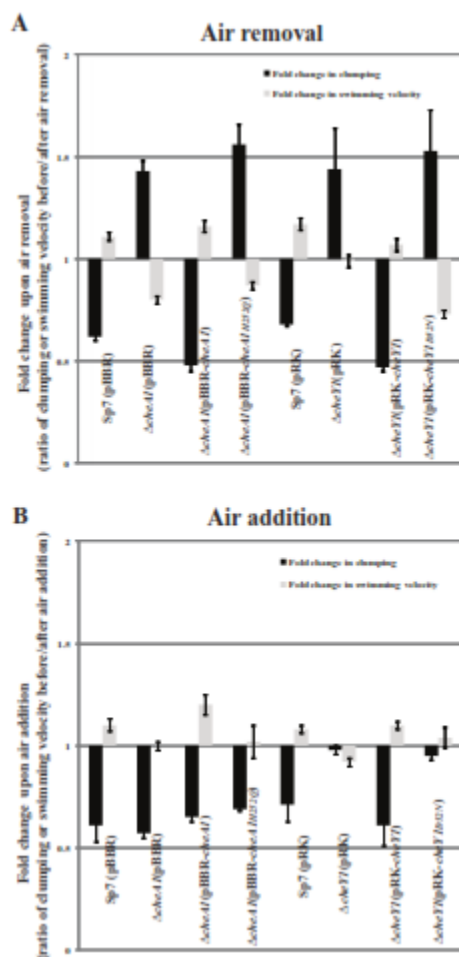 A
Air removal
2
Fold change in clumping
Fold change in swimming velocity
1.5
1
0.5
0
Fold change upon air removal
(ratio of clumping or swimming velocity before/after air removal)
Sp7 (pBBR)
ΔcheA1(pBBR)
ΔcheA1(pBBR-cheA1)
ΔcheA1(pBBR-cheA1H252Q)
Sp7 (pRK)
ΔcheY1(pRK)
ΔcheY1(pRK-cheY1)
ΔcheY1(pRK-cheY1D52N)
B
Air addition
2
Fold change in clumping
Fold change in swimming velocity
1.5
1
0.5
0
Fold change upon air addition
(ratio of clumping or swimming velocity before/after air addition)
Sp7 (pBBR)
ΔcheA1(pBBR)
ΔcheA1(pBBR-cheA1)
ΔcheA1(pBBR-cheA1H252Q)
Sp7 (pRK)
ΔcheY1(pRK)
ΔcheY1(pRK-cheY1)
ΔcheY1(pRK-cheY1D52N)